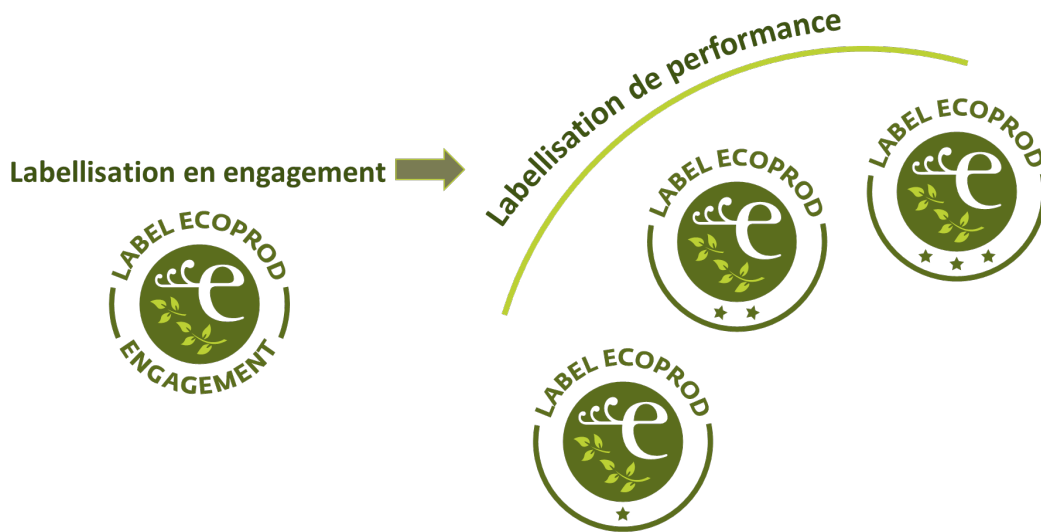 Labellisation en engagement
LABEL ECOPROD
e
ENGAGEMENT
Labellisation de performance
LABEL ECOPROD
e
LABEL ECOPROD
e
LABEL ECOPROD
e